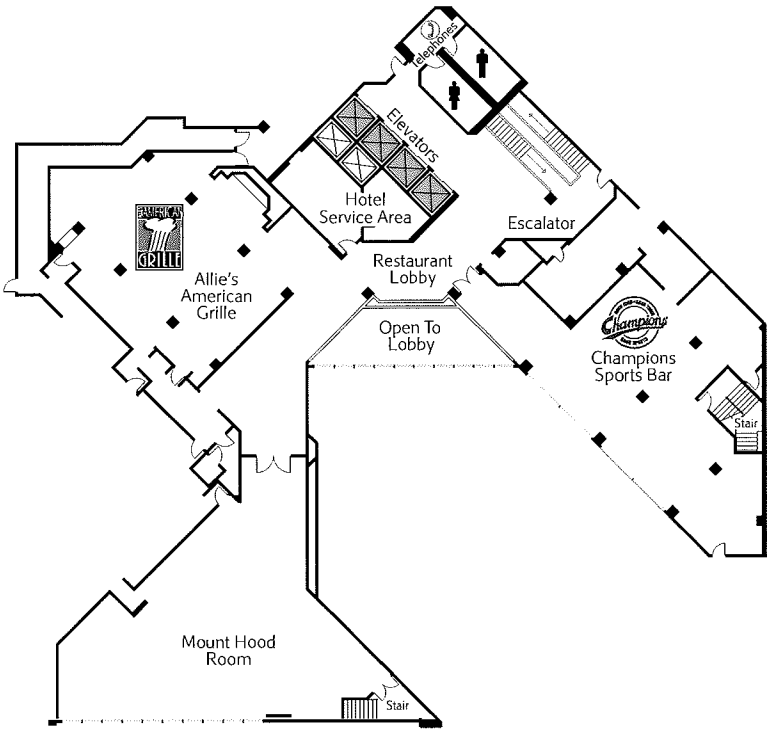 Telephones
Elevators
Hotel
Service Area
Escalator
AMERICAN
GRILLE
Restaurant
Lobby
Allie's
American
Grille
Open To
Lobby
Champions
Champions
Sports Bar
Stair
Mount Hood
Room
Stair